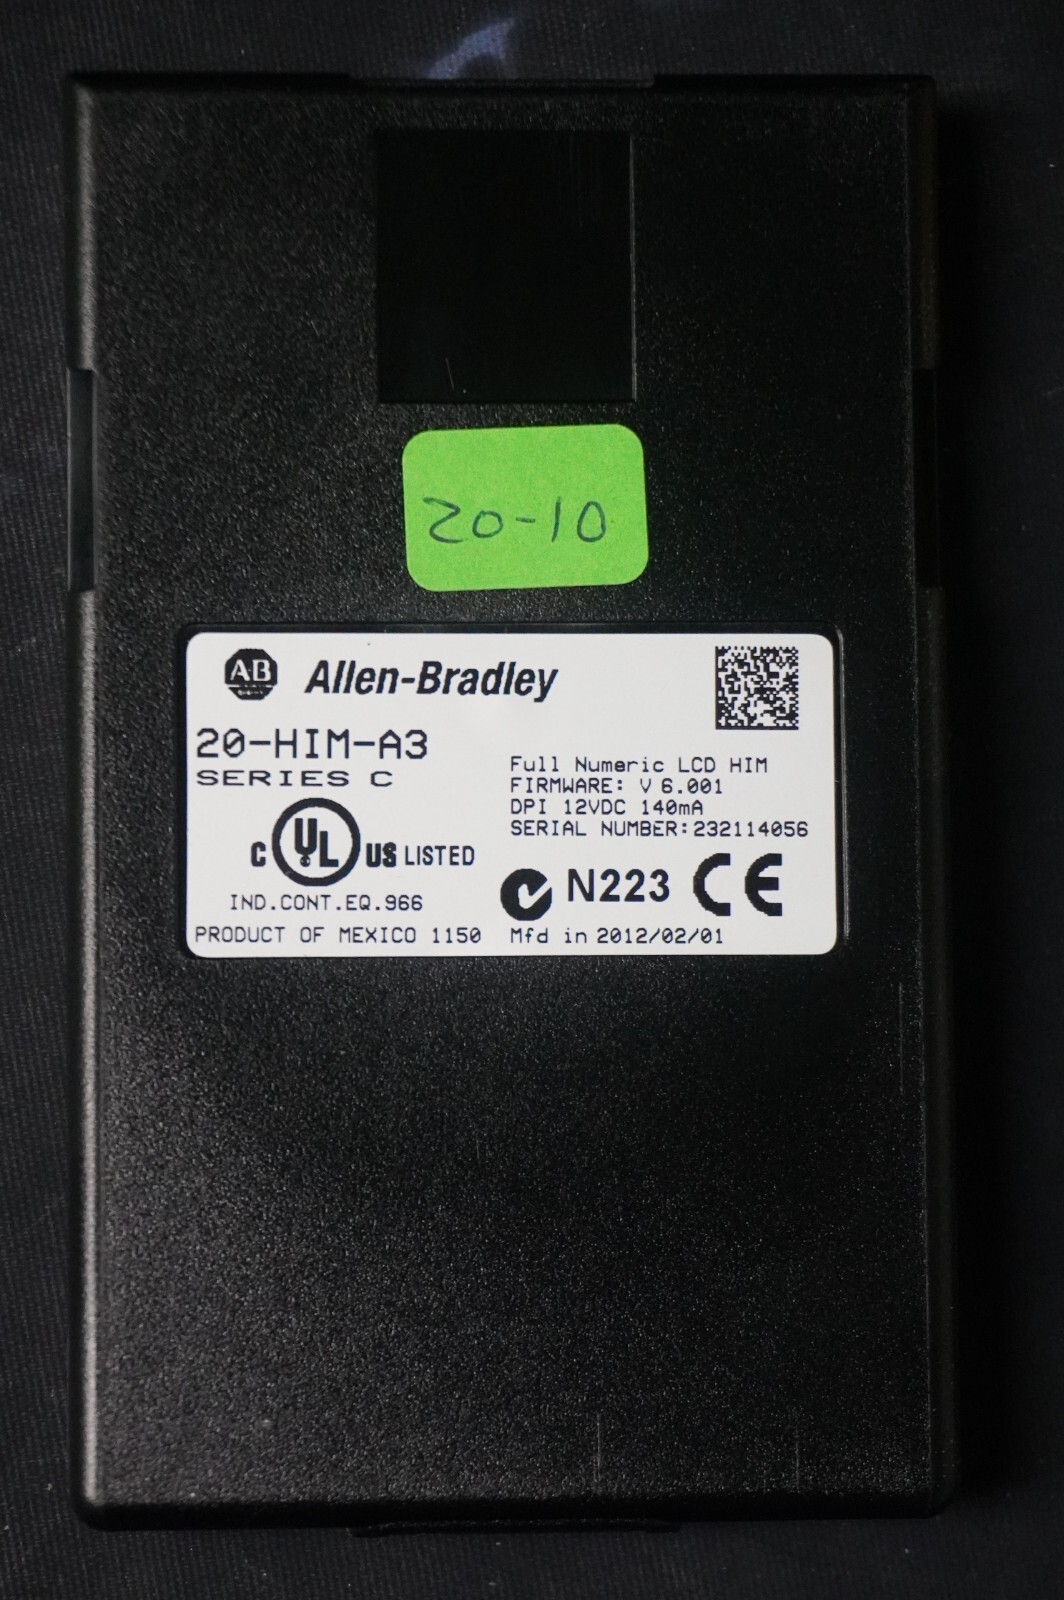 20-10
AB Allen-Bradley
20-HIM-A3
SERIES C
Full Numeric LCD HIM
FIRMWARE: V 6.001
DPI 12VDC 140mA
SERIAL NUMBER:232114056
C UL US LISTED
IND.CONT.EQ.966
N223 CE
PRODUCT OF MEXICO 1150 Mfd in 2012/02/01